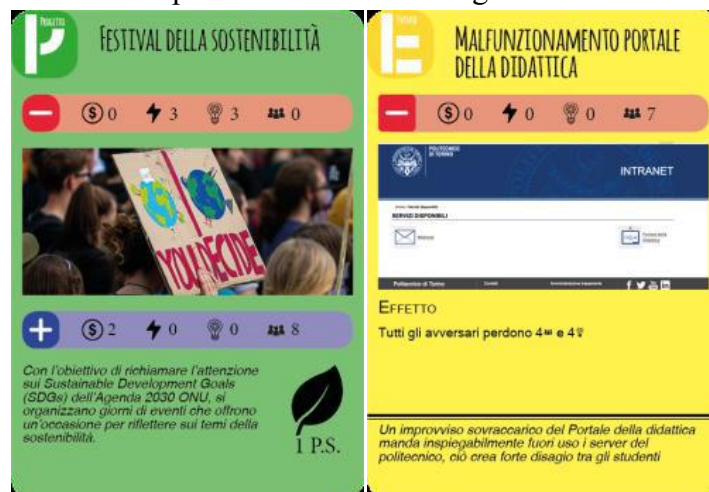 PROGETTO
FESTIVAL DELLA SOSTENIBILITÀ
0 3 3 0
YOU DECIDE
2 0 0 8
Con l'obiettivo di richiamare l'attenzione
sui Sustainable Development Goals
(SDGs) dell'Agenda 2030 ONU, si
organizzano giorni di eventi che offrono
un'occasione per riflettere sui temi della
sostenibilità.
1 P.S.
MALFUNZIONAMENTO PORTALE
DELLA DIDATTICA
0 0 0 7
POLITECNICO
DI TORINO
INTRANET
SERVIZI DISPONIBILI
Politecnico di Torino
EFFETTO
Tutti gli avversari perdono 4 e 4
Un improvviso sovraccarico del Portale della didattica
manda inspiegabilmente fuori uso i server del
politecnico, ciò crea forte disagio tra gli studenti